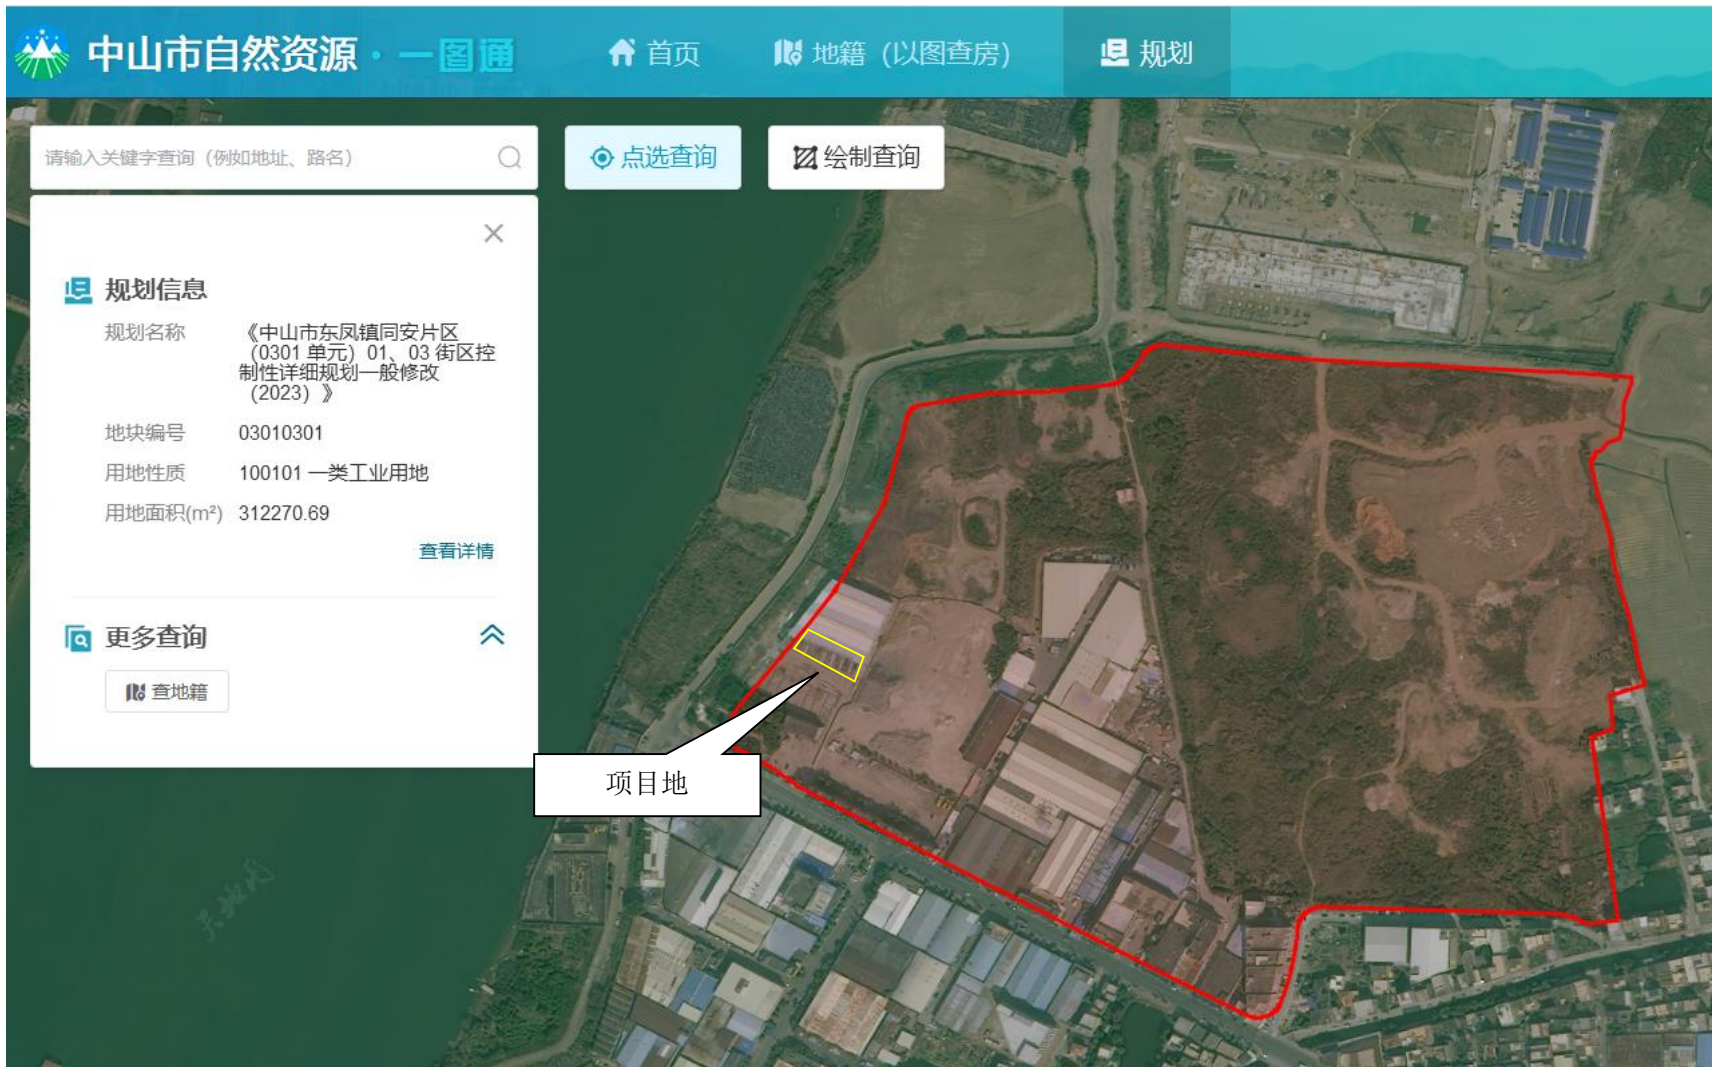 中山市自然资源·一图通
首页
地籍（以图查房）
规划
请输入关键字查询（例如地址、路名）
点选查询
绘制查询
规划信息
规划名称
《中山市东凤镇同安片区
（0301 单元）01、03 街区控
制性详细规划一般修改
（2023）》
地块编号 03010301
用地性质 100101 一类工业用地
用地面积(m²) 312270.69
查看详情
更多查询
查地籍
项目地
天地图